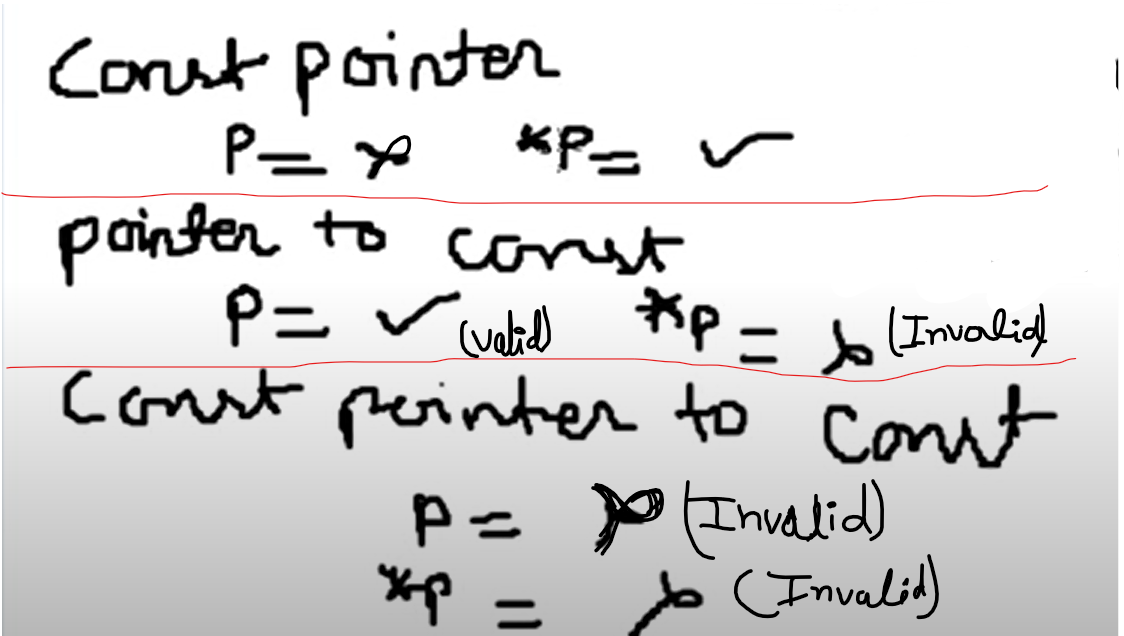 Const pointer
P= ✗ *P= ✓
pointer to const
P= ✓ (valid) *P= ✗ (Invalid)
Const pointer to Const
P= ✗ (Invalid)
*P= ✗ (Invalid)